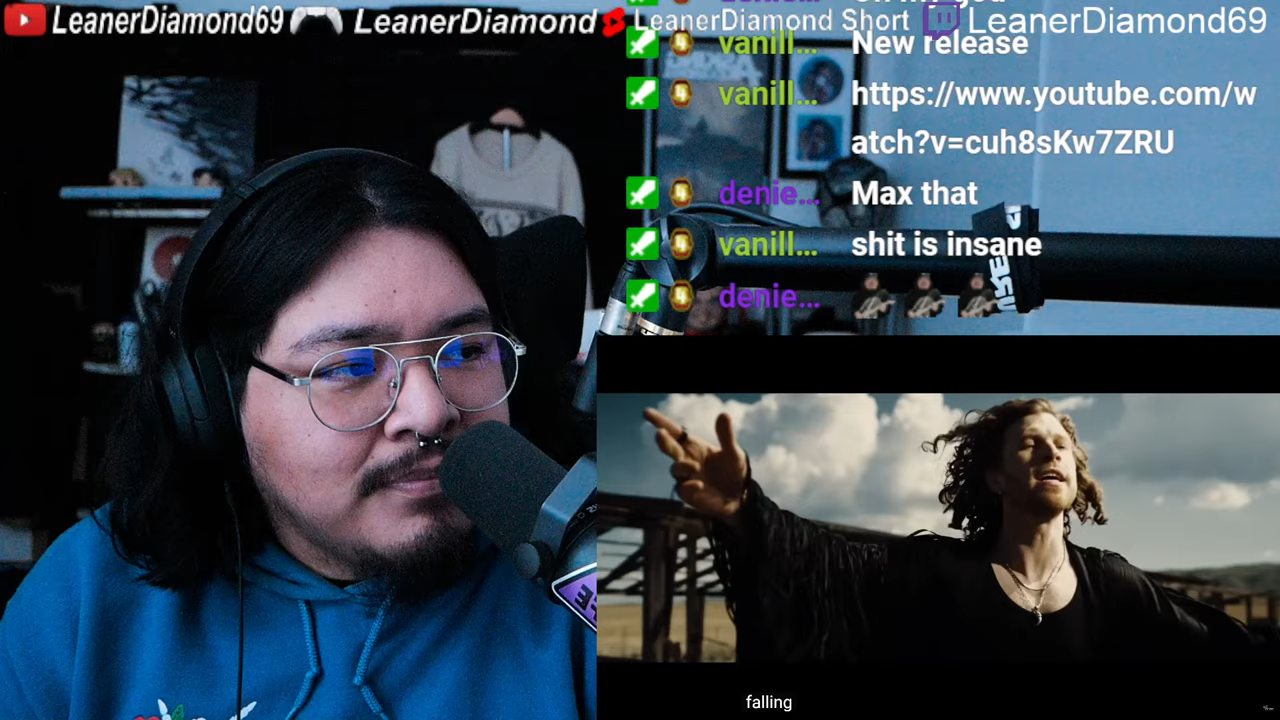 LeanerDiamond69 LeanerDiamond LeanerDiamond Short LeanerDiamond69
vanill... New release
vanill... https://www.youtube.com/w
atch?v=cuh8sKw7ZRU
denie... Max that
vanill... shit is insane
denie...
falling